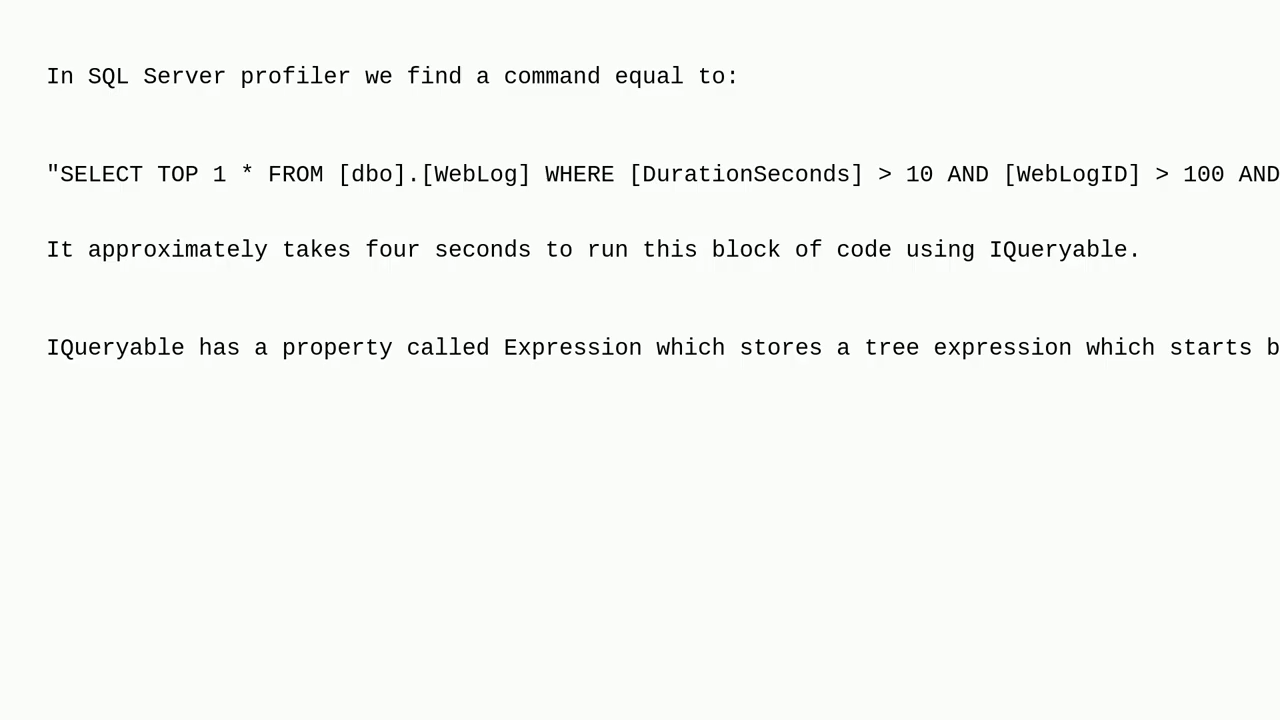 In SQL Server profiler we find a command equal to:
"SELECT TOP 1 * FROM [dbo].[WebLog] WHERE [DurationSeconds] > 10 AND [WebLogID] > 100 AND
It approximately takes four seconds to run this block of code using IQueryable.
IQueryable has a property called Expression which stores a tree expression which starts b